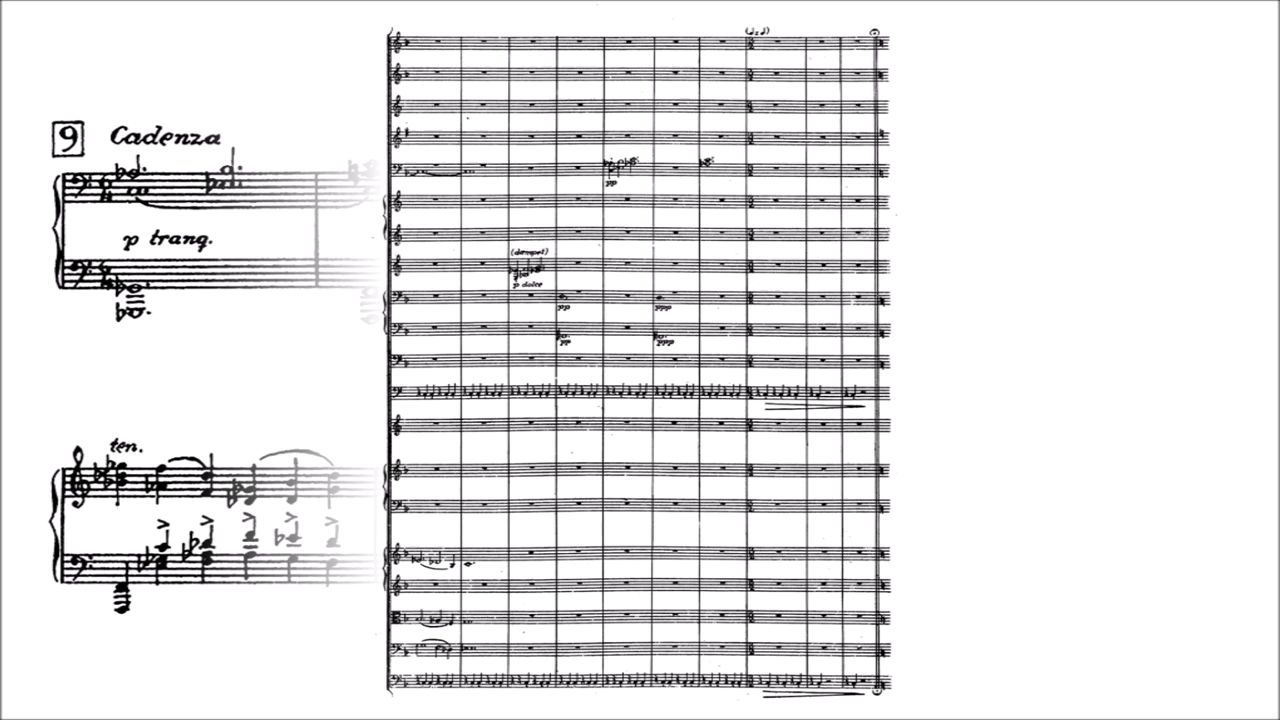 9 Cadenza
p tranq.
ten.
pp
(dempet)
p dolce
pp
ppp
pp
ppp